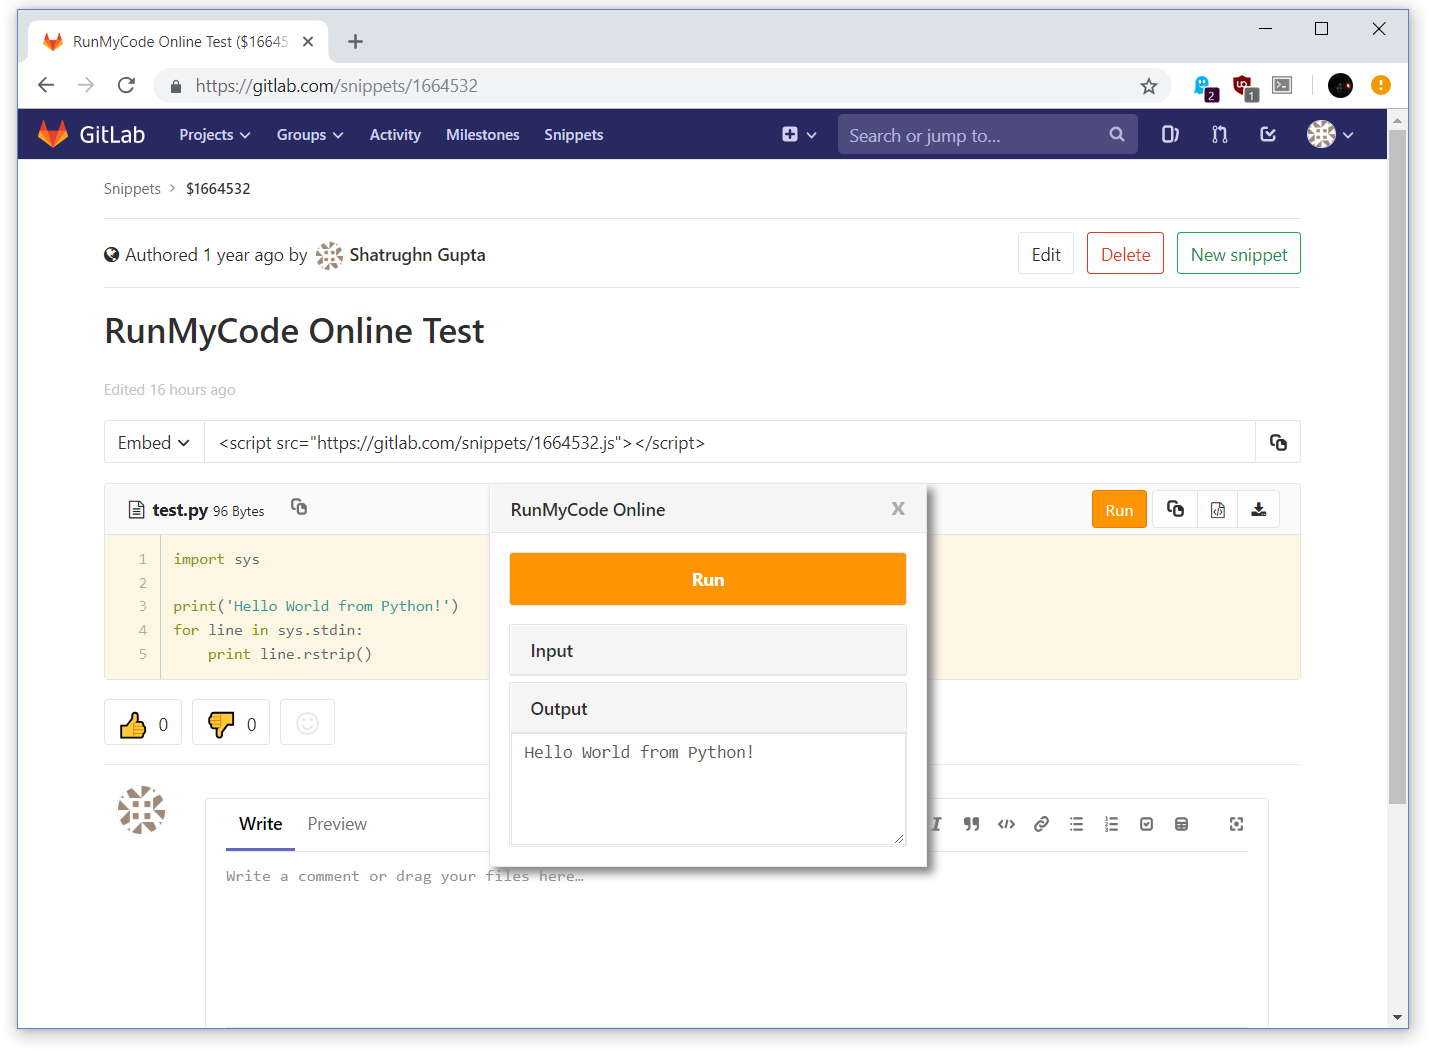 RunMyCode Online Test ($16645
https://gitlab.com/snippets/1664532
2
1
GitLab
Projects
Groups
Activity
Milestones
Snippets
Search or jump to...
Snippets > $1664532
Authored 1 year ago by Shatrughn Gupta
Edit
Delete
New snippet
RunMyCode Online Test
Edited 16 hours ago
Embed
<script src="https://gitlab.com/snippets/1664532.js"></script>
test.py 96 Bytes
Run
1 import sys
2
3 print('Hello World from Python!')
4 for line in sys.stdin:
5     print line.rstrip()
RunMyCode Online
X
Run
Input
Output
Hello World from Python!
0
0
Write
Preview
Write a comment or drag your files here…